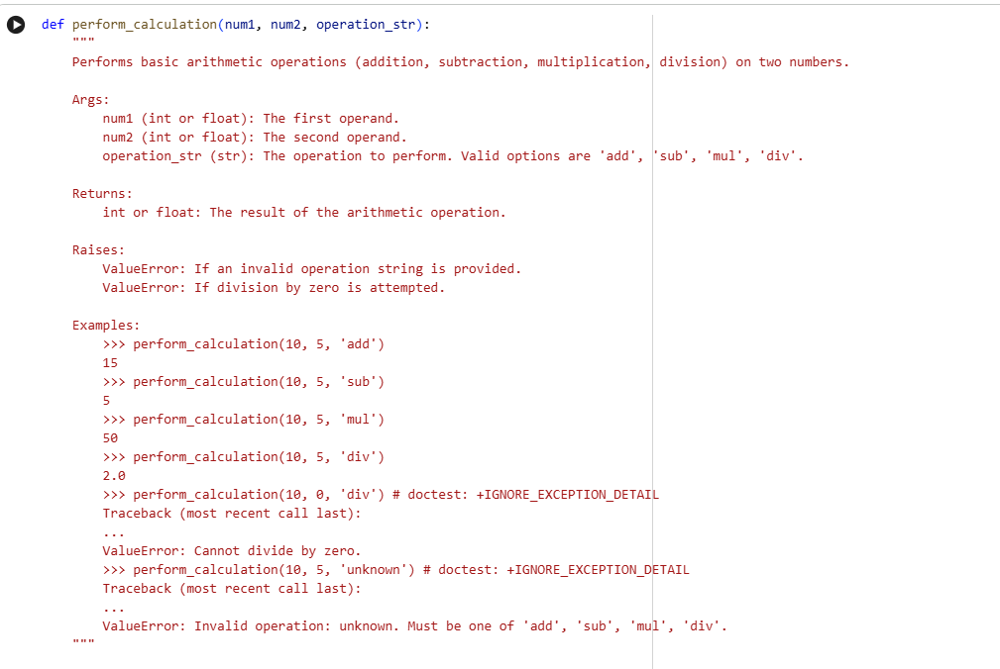 def perform_calculation(num1, num2, operation_str):
    """
    Performs basic arithmetic operations (addition, subtraction, multiplication, division) on two numbers.

    Args:
        num1 (int or float): The first operand.
        num2 (int or float): The second operand.
        operation_str (str): The operation to perform. Valid options are 'add', 'sub', 'mul', 'div'.

    Returns:
        int or float: The result of the arithmetic operation.

    Raises:
        ValueError: If an invalid operation string is provided.
        ValueError: If division by zero is attempted.

    Examples:
        >>> perform_calculation(10, 5, 'add')
        15
        >>> perform_calculation(10, 5, 'sub')
        5
        >>> perform_calculation(10, 5, 'mul')
        50
        >>> perform_calculation(10, 5, 'div')
        2.0
        >>> perform_calculation(10, 0, 'div') # doctest: +IGNORE_EXCEPTION_DETAIL
        Traceback (most recent call last):
        ...
        ValueError: Cannot divide by zero.
        >>> perform_calculation(10, 5, 'unknown') # doctest: +IGNORE_EXCEPTION_DETAIL
        Traceback (most recent call last):
        ...
        ValueError: Invalid operation: unknown. Must be one of 'add', 'sub', 'mul', 'div'.
    """